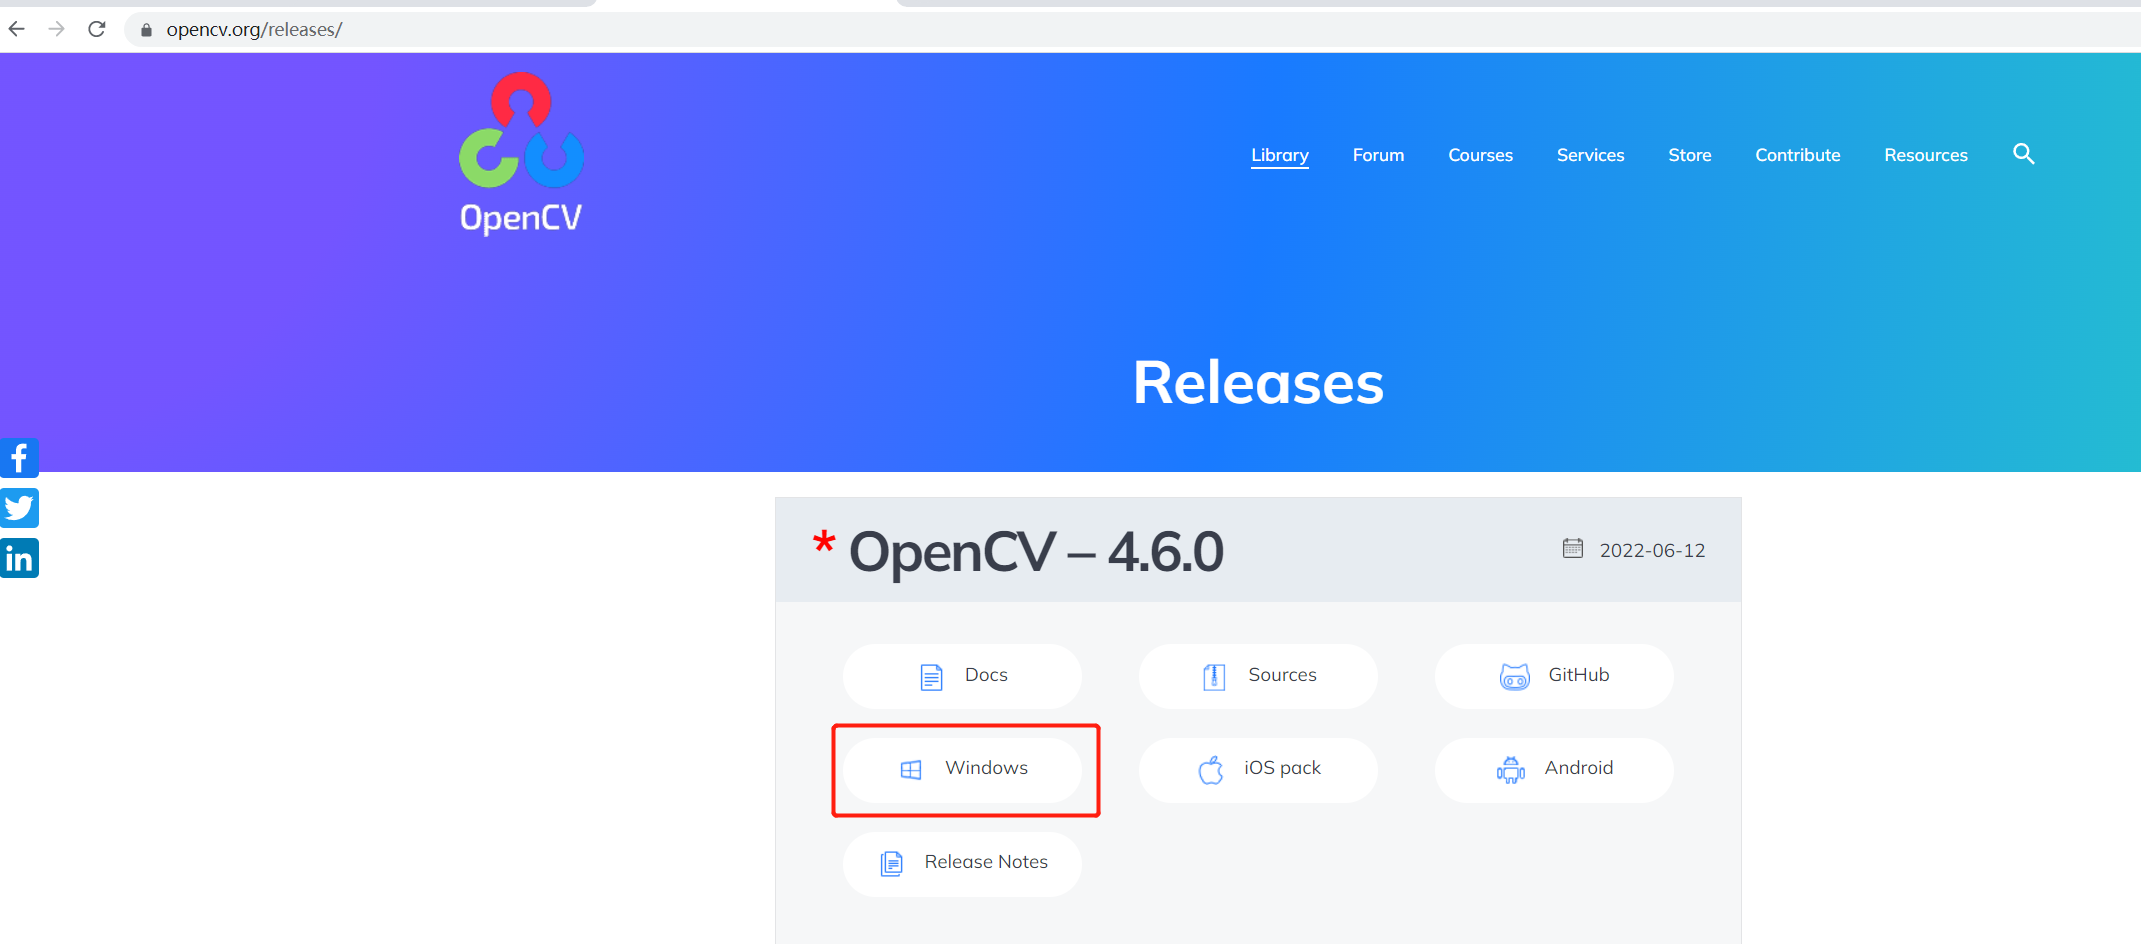 opencv.org/releases/
OpenCV
Library Forum Courses Services Store Contribute Resources
Releases
* OpenCV – 4.6.0
2022-06-12
Docs
Sources
GitHub
Windows
iOS pack
Android
Release Notes